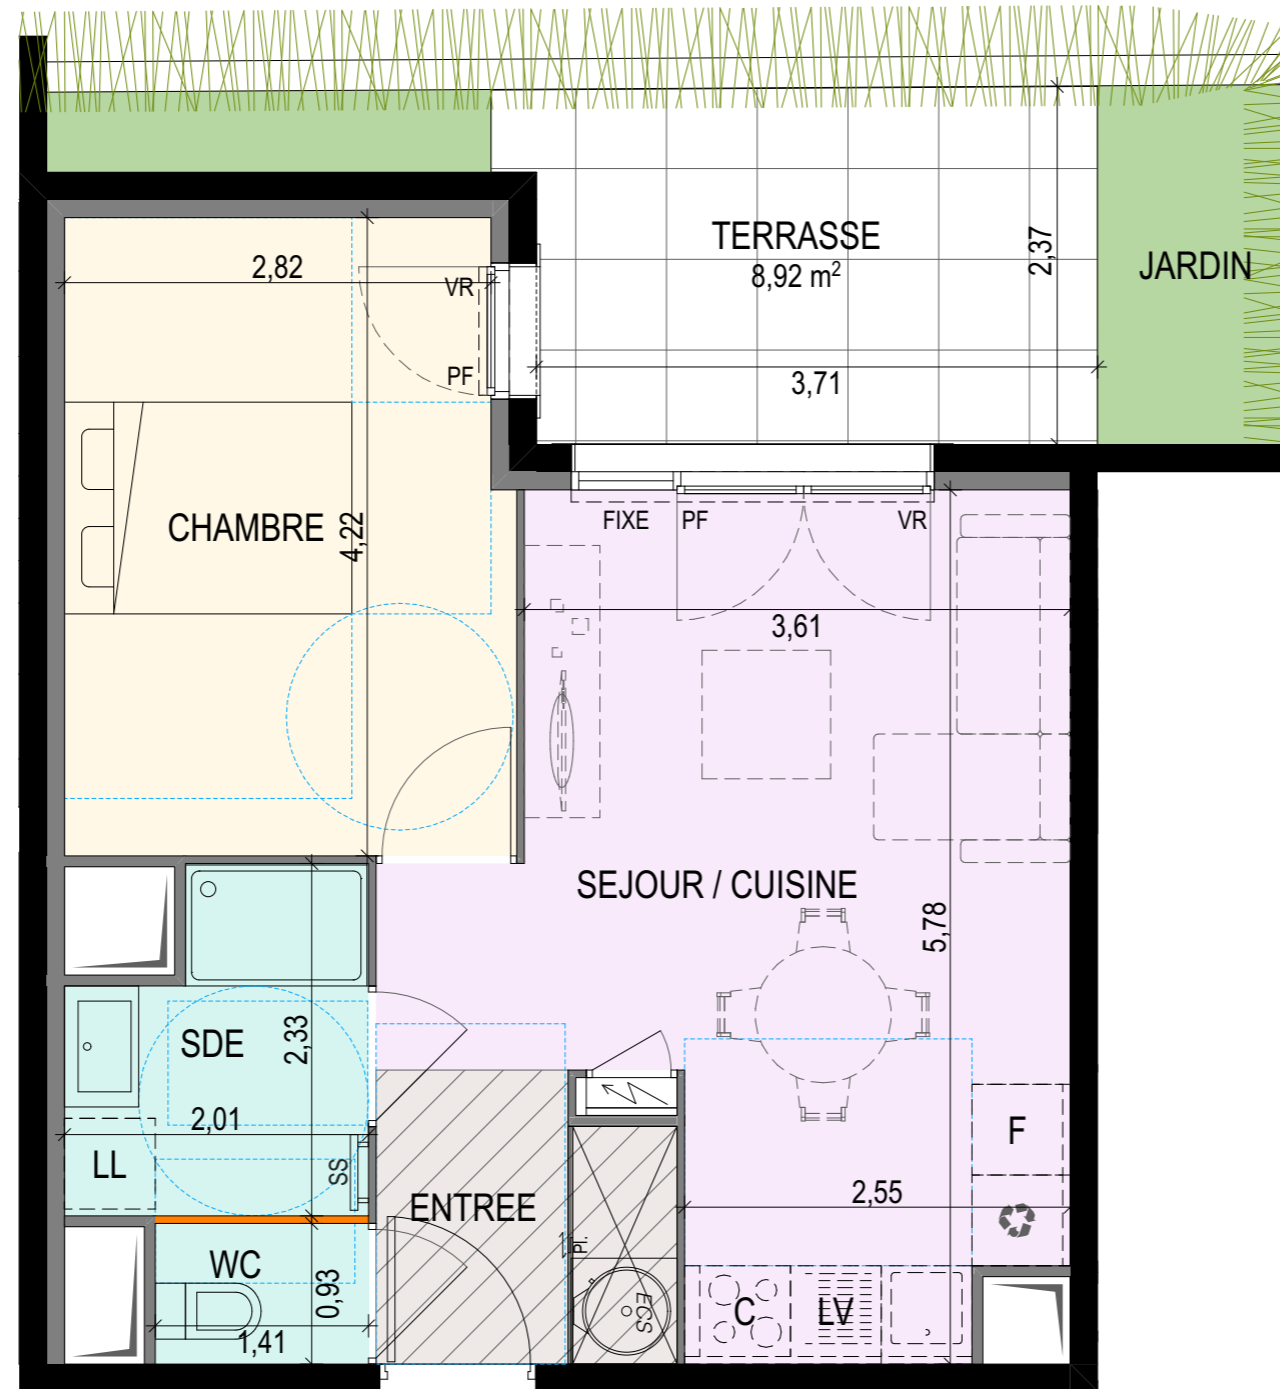 TERRASSE
8,92 m²
2,37
JARDIN
2,82
VR
PF
3,71
CHAMBRE
4,22
FIXE
PF
VR
3,61
SEJOUR / CUISINE
5,78
SDE
2,33
2,01
LL
SS
ENTREE
F
2,55
WC
0,93
1,41
Pl.
ECS
C
LV